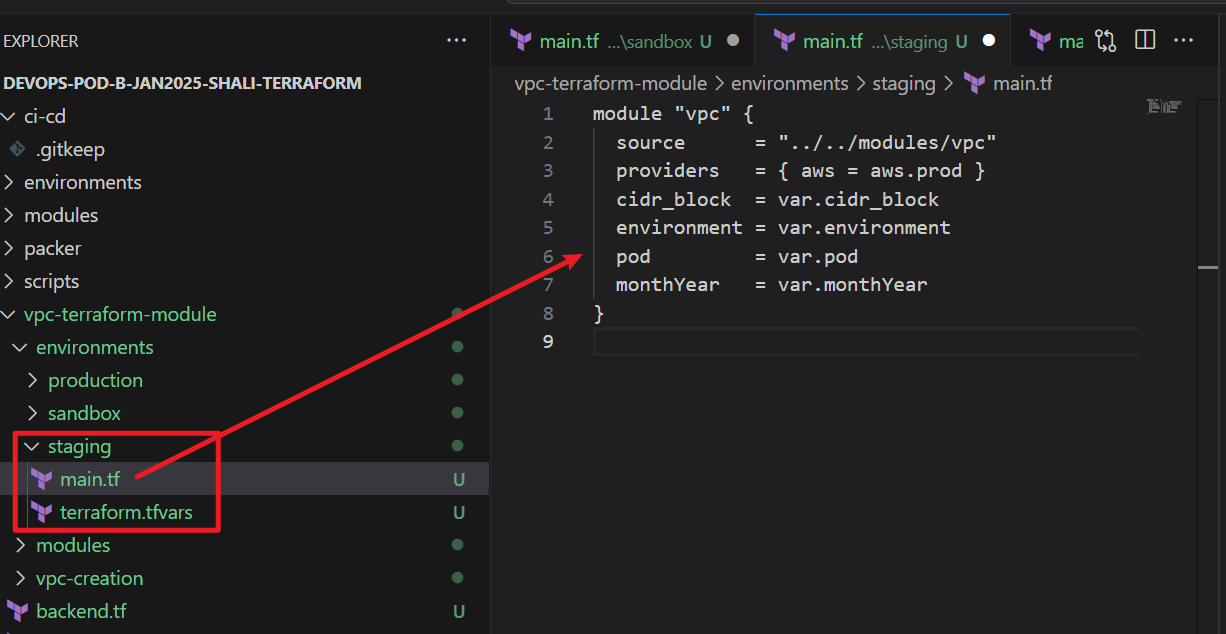 EXPLORER ...
DEVOPS-POD-B-JAN2025-SHALI-TERRAFORM
ci-cd
.gitkeep
environments
modules
packer
scripts
vpc-terraform-module
environments
production
sandbox
staging
main.tf U
terraform.tfvars U
modules
vpc-creation
backend.tf U
main.tf ...\sandbox U
main.tf ...\staging U
ma
vpc-terraform-module > environments > staging > main.tf
1 module "vpc" {
2 source = "../../modules/vpc"
3 providers = { aws = aws.prod }
4 cidr_block = var.cidr_block
5 environment = var.environment
6 pod = var.pod
7 monthYear = var.monthYear
8 }
9